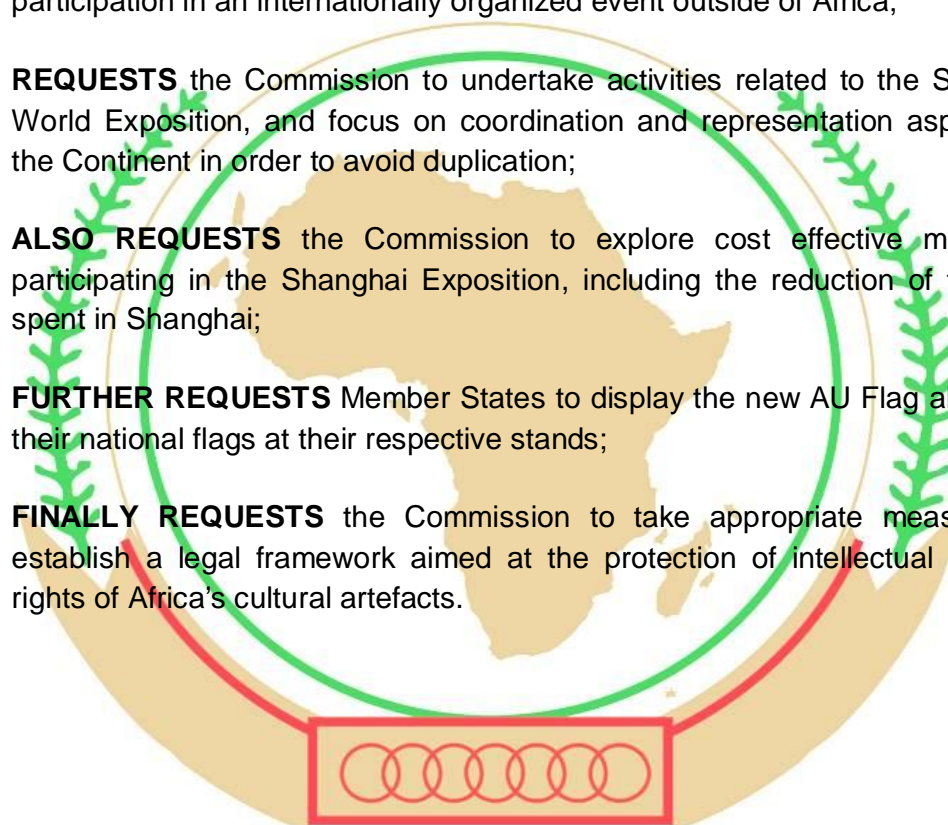 participation in an internationally organized event outside of Africa;
REQUESTS the Commission to undertake activities related to the S
World Exposition, and focus on coordination and representation asp
the Continent in order to avoid duplication;
ALSO REQUESTS the Commission to explore cost effective m
participating in the Shanghai Exposition, including the reduction of
spent in Shanghai;
FURTHER REQUESTS Member States to display the new AU Flag al
their national flags at their respective stands;
FINALLY REQUESTS the Commission to take appropriate meas
establish a legal framework aimed at the protection of intellectual
rights of Africa's cultural artefacts.